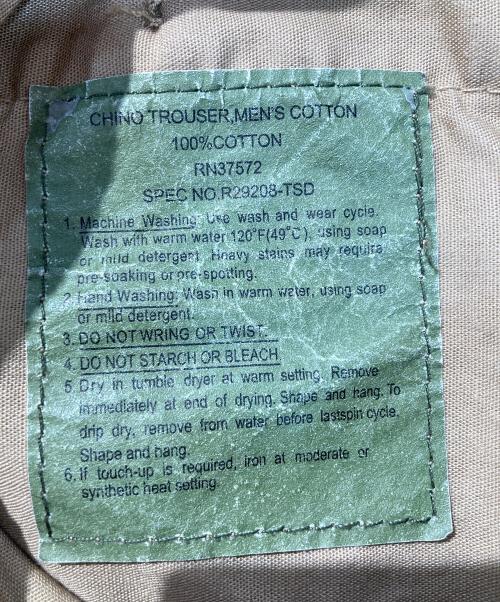 CHINO TROUSER,MEN'S COTTON
100%COTTON
RN37572
SPEC NO.R29208-TSD
1. Machine Washing: Use wash and wear cycle.
Wash with warm water 120°F(49°C), using soap
or mild detergent. Heavy stains may require
pre-soaking or pre-spotting.
2. Hand Washing: Wash in warm water, using soap
or mild detergent.
3. DO NOT WRING OR TWIST.
4. DO NOT STARCH OR BLEACH
5. Dry in tumble dryer at warm setting. Remove
immediately at end of drying. Shape and hang. To
drip dry, remove from water before lastspin cycle.
Shape and hang.
6. If touch-up is required, iron at moderate or
synthetic heat setting